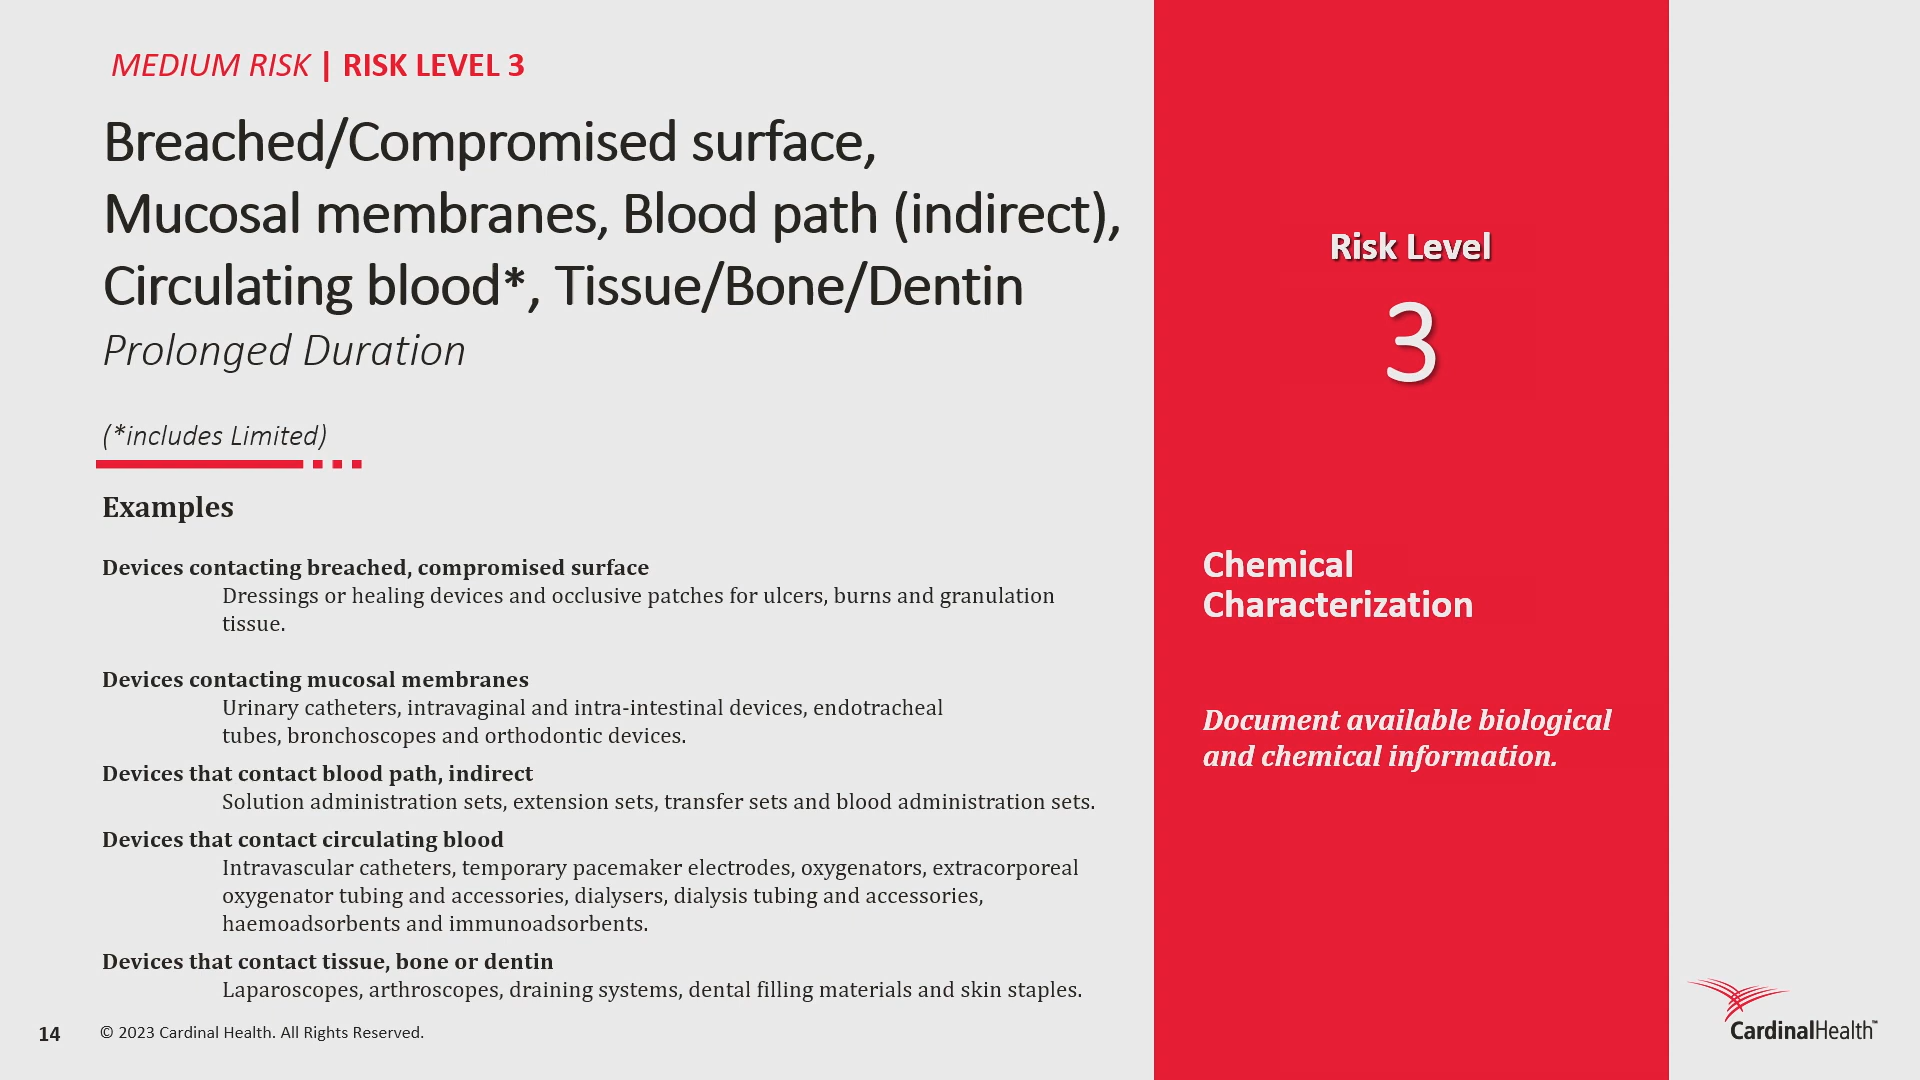 MEDIUM RISK | RISK LEVEL 3
Breached/Compromised surface,
Mucosal membranes, Blood path (indirect),
Circulating blood*, Tissue/Bone/Dentin
Prolonged Duration
(*includes Limited)
Examples
Devices contacting breached, compromised surface
Dressings or healing devices and occlusive patches for ulcers, burns and granulation
tissue.
Devices contacting mucosal membranes
Urinary catheters, intravaginal and intra-intestinal devices, endotracheal
tubes, bronchoscopes and orthodontic devices.
Devices that contact blood path, indirect
Solution administration sets, extension sets, transfer sets and blood administration sets.
Devices that contact circulating blood
Intravascular catheters, temporary pacemaker electrodes, oxygenators, extracorporeal
oxygenator tubing and accessories, dialysers, dialysis tubing and accessories,
haemoadsorbents and immunoadsorbents.
Devices that contact tissue, bone or dentin
Laparoscopes, arthroscopes, draining systems, dental filling materials and skin staples.
14 © 2023 Cardinal Health. All Rights Reserved.
Risk Level
3
Chemical
Characterization
Document available biological
and chemical information.
CardinalHealth™